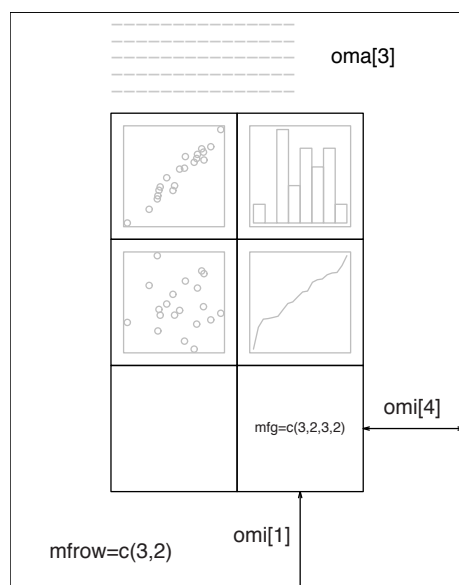 oma[3]
mfg=c(3,2,3,2)
omi[4]
omi[1]
mfrow=c(3,2)